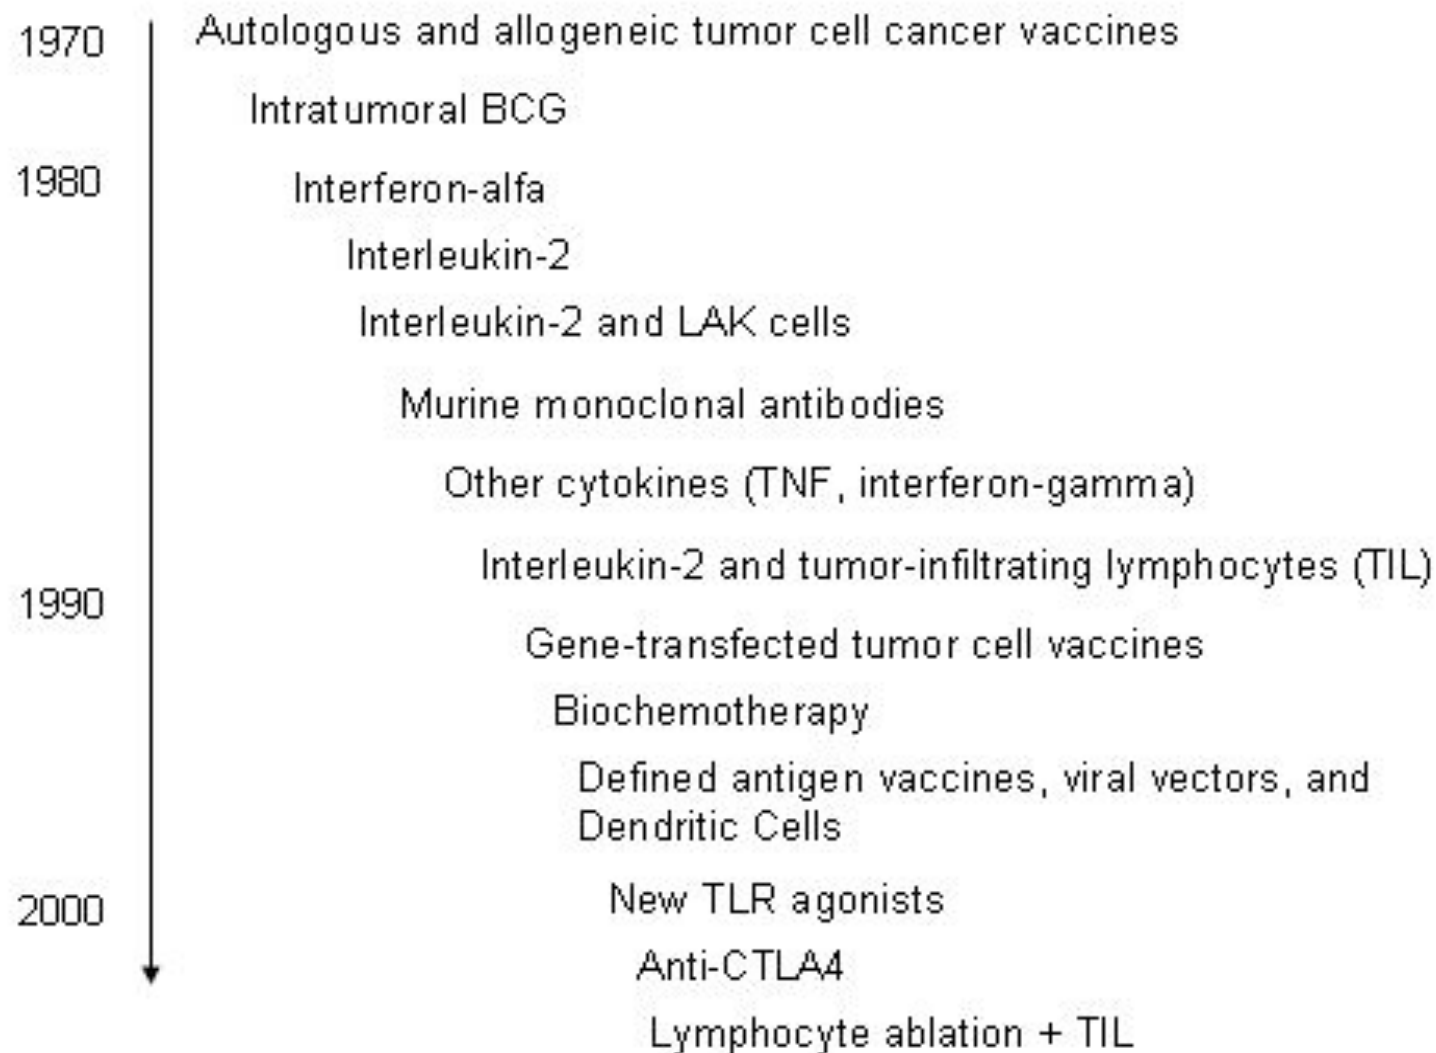 1970 Autologous and allogeneic tumor cell cancer vaccines
Intratumoral BCG
1980 Interferon-alfa
Interleukin-2
Interleukin-2 and LAK cells
Murine monoclonal antibodies
Other cytokines (TNF, interferon-gamma)
Interleukin-2 and tumor-infiltrating lymphocytes (TIL)
1990
Gene-transfected tumor cell vaccines
Biochemotherapy
Defined antigen vaccines, viral vectors, and
Dendritic Cells
2000 New TLR agonists
Anti-CTLA4
Lymphocyte ablation + TIL